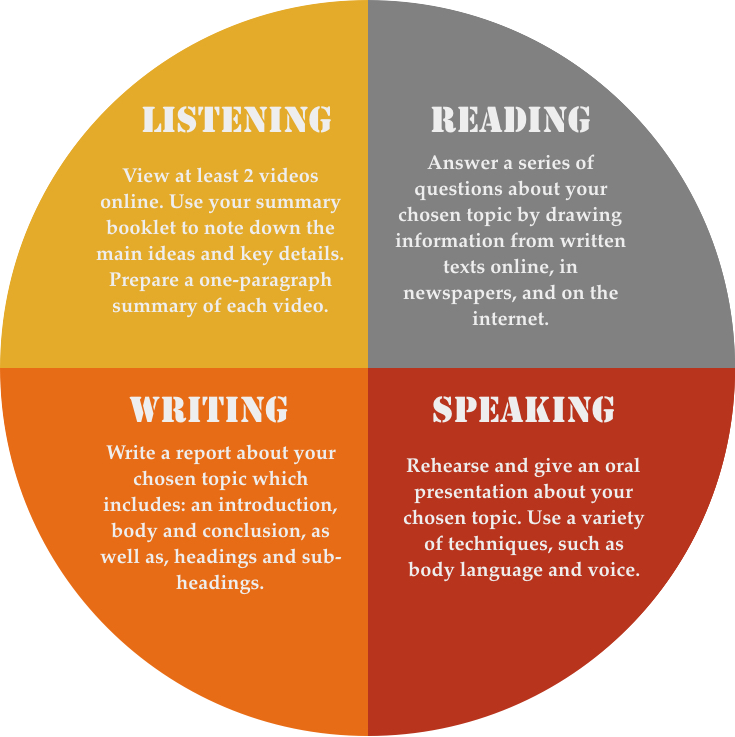 LISTENING
View at least 2 videos
online. Use your summary
booklet to note down the
main ideas and key details.
Prepare a one-paragraph
summary of each video.
READING
Answer a series of
questions about your
chosen topic by drawing
information from written
texts online, in
newspapers, and on the
internet.
WRITING
Write a report about your
chosen topic which
includes: an introduction,
body and conclusion, as
well as, headings and sub-
headings.
SPEAKING
Rehearse and give an oral
presentation about your
chosen topic. Use a variety
of techniques, such as
body language and voice.